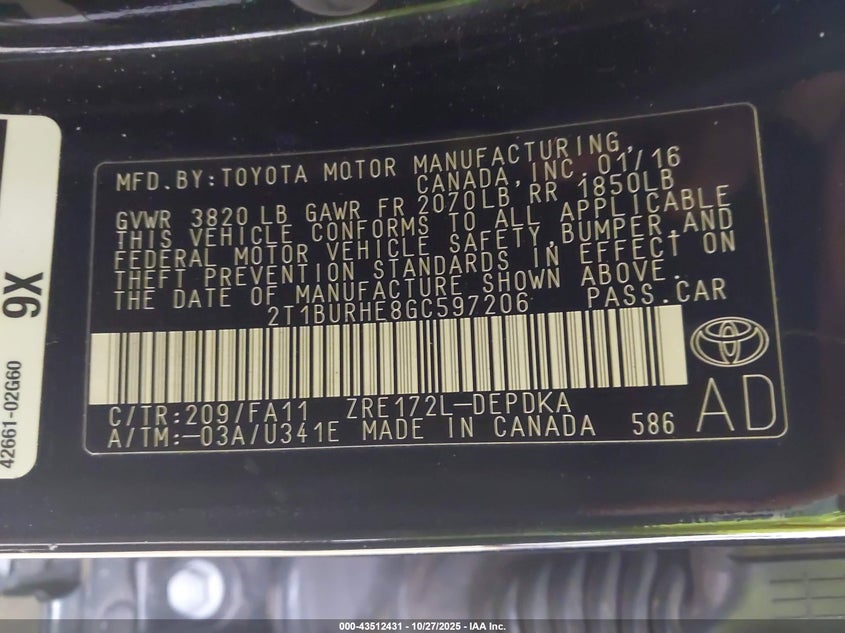 MFD.BY:TOYOTA MOTOR MANUFACTURING,
CANADA,INC.01/16
GVWR 3820 LB GAWR FR 2070LB RR 1850LB
THIS VEHICLE CONFORMS TO ALL APPLICABLE
FEDERAL MOTOR VEHICLE SAFETY,BUMPER,AND
THEFT PREVENTION STANDARDS IN EFFECT ON
THE DATE OF MANUFACTURE SHOWN ABOVE.
2T1BURHE8GC597206 PASS.CAR
C/TR:209/FA11 ZRE172L-DEPDKA
A/TM:-03A/U341E MADE IN CANADA 586
AD
42661-02G60
9X
000-43512431 - 10/27/2025 - IAA Inc.